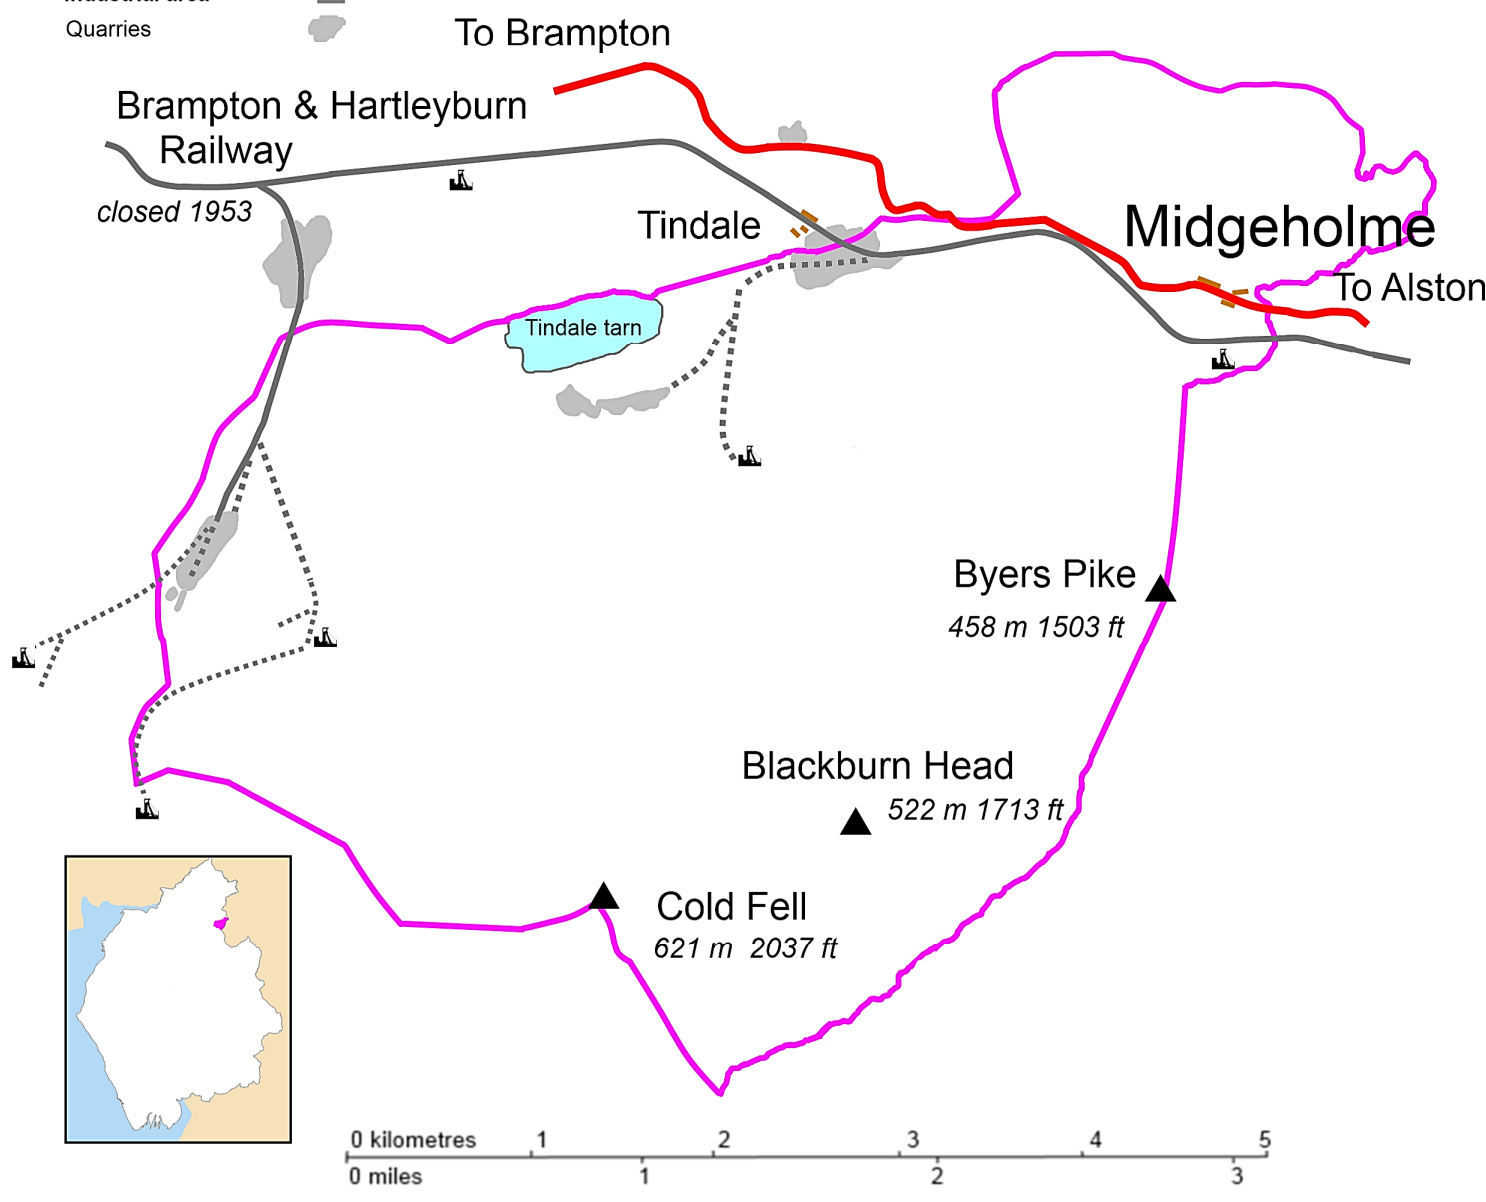 Quarries
To Brampton
Brampton & Hartleyburn
Railway
closed 1953
Tindale
Midgeholme
To Alston
Tindale tarn
Byers Pike
458 m 1503 ft
Blackburn Head
522 m 1713 ft
Cold Fell
621 m 2037 ft
0 kilometres 1 2 3 4 5
0 miles 1 2 3